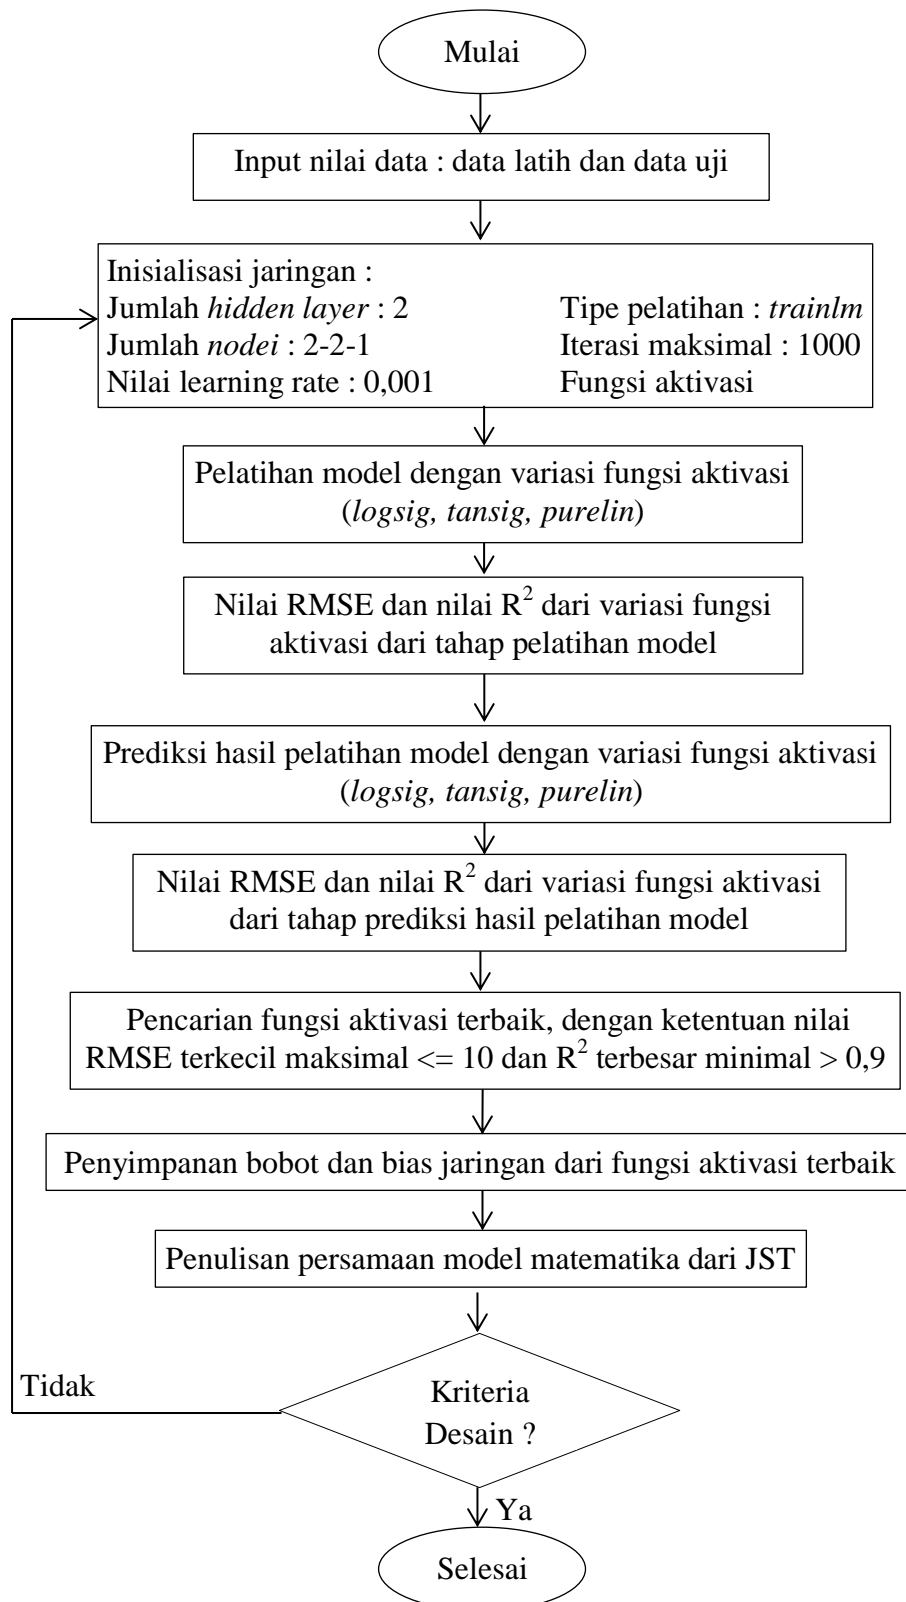 Mulai
Input nilai data : data latih dan data uji
Inisialisasi jaringan :
Jumlah hidden layer : 2
Jumlah nodei : 2-2-1
Nilai learning rate : 0,001
Tipe pelatihan : trainlm
Iterasi maksimal : 1000
Fungsi aktivasi
Pelatihan model dengan variasi fungsi aktivasi
(logsig, tansig, purelin)
Nilai RMSE dan nilai R² dari variasi fungsi
aktivasi dari tahap pelatihan model
Prediksi hasil pelatihan model dengan variasi fungsi aktivasi
(logsig, tansig, purelin)
Nilai RMSE dan nilai R² dari variasi fungsi aktivasi
dari tahap prediksi hasil pelatihan model
Pencarian fungsi aktivasi terbaik, dengan ketentuan nilai
RMSE terkecil maksimal <= 10 dan R² terbesar minimal > 0,9
Penyimpanan bobot dan bias jaringan dari fungsi aktivasi terbaik
Penulisan persamaan model matematika dari JST
Tidak
Kriteria
Desain ?
Ya
Selesai